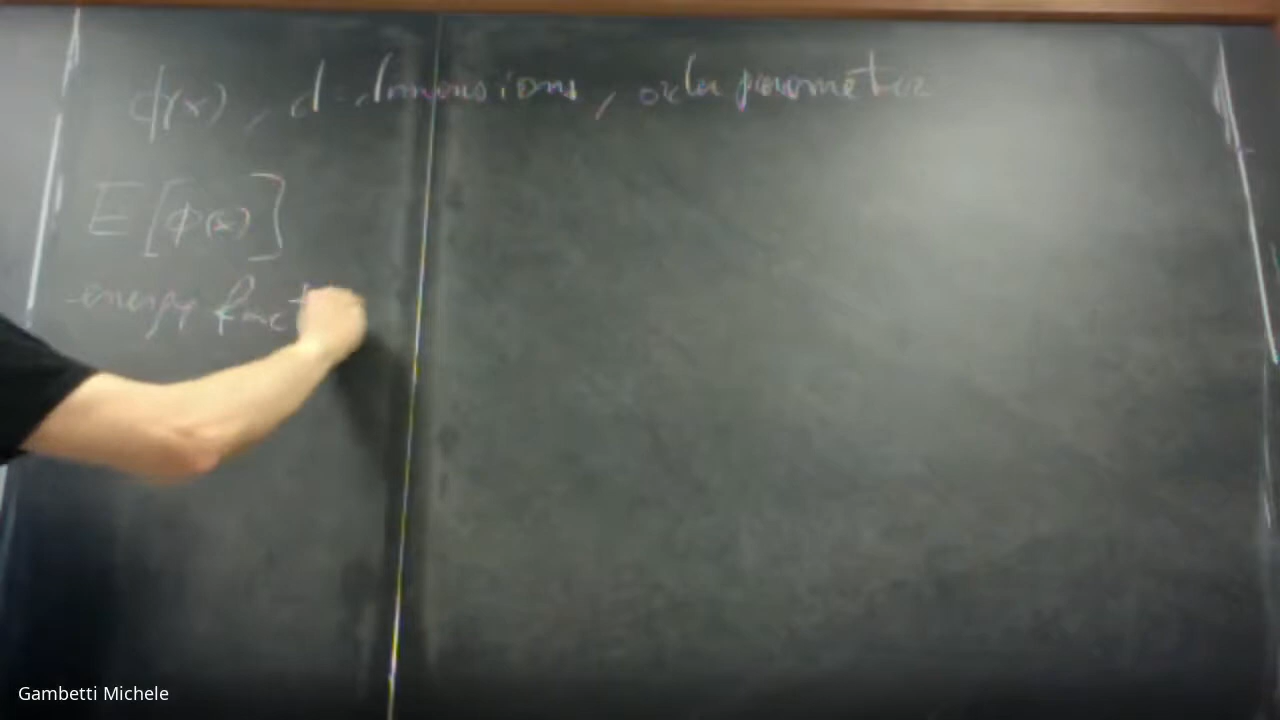 ϕ(x), d-dimensions, order parameter
E[ϕ(x)]
-energy funct
Gambetti Michele